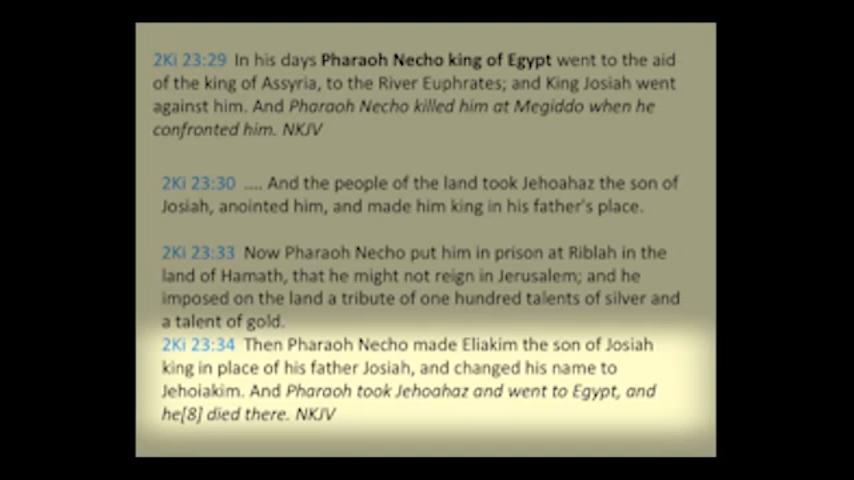 2Ki 23:29 In his days Pharaoh Necho king of Egypt went to the aid
of the king of Assyria, to the River Euphrates; and King Josiah went
against him. And Pharaoh Necho killed him at Megiddo when he
confronted him. NKJV
2Ki 23:30 .... And the people of the land took Jehoahaz the son of
Josiah, anointed him, and made him king in his father's place.
2Ki 23:33 Now Pharaoh Necho put him in prison at Riblah in the
land of Hamath, that he might not reign in Jerusalem; and he
imposed on the land a tribute of one hundred talents of silver and
a talent of gold.
2Ki 23:34 Then Pharaoh Necho made Eliakim the son of Josiah
king in place of his father Josiah, and changed his name to
Jehoiakim. And Pharaoh took Jehoahaz and went to Egypt, and
he[8] died there. NKJV